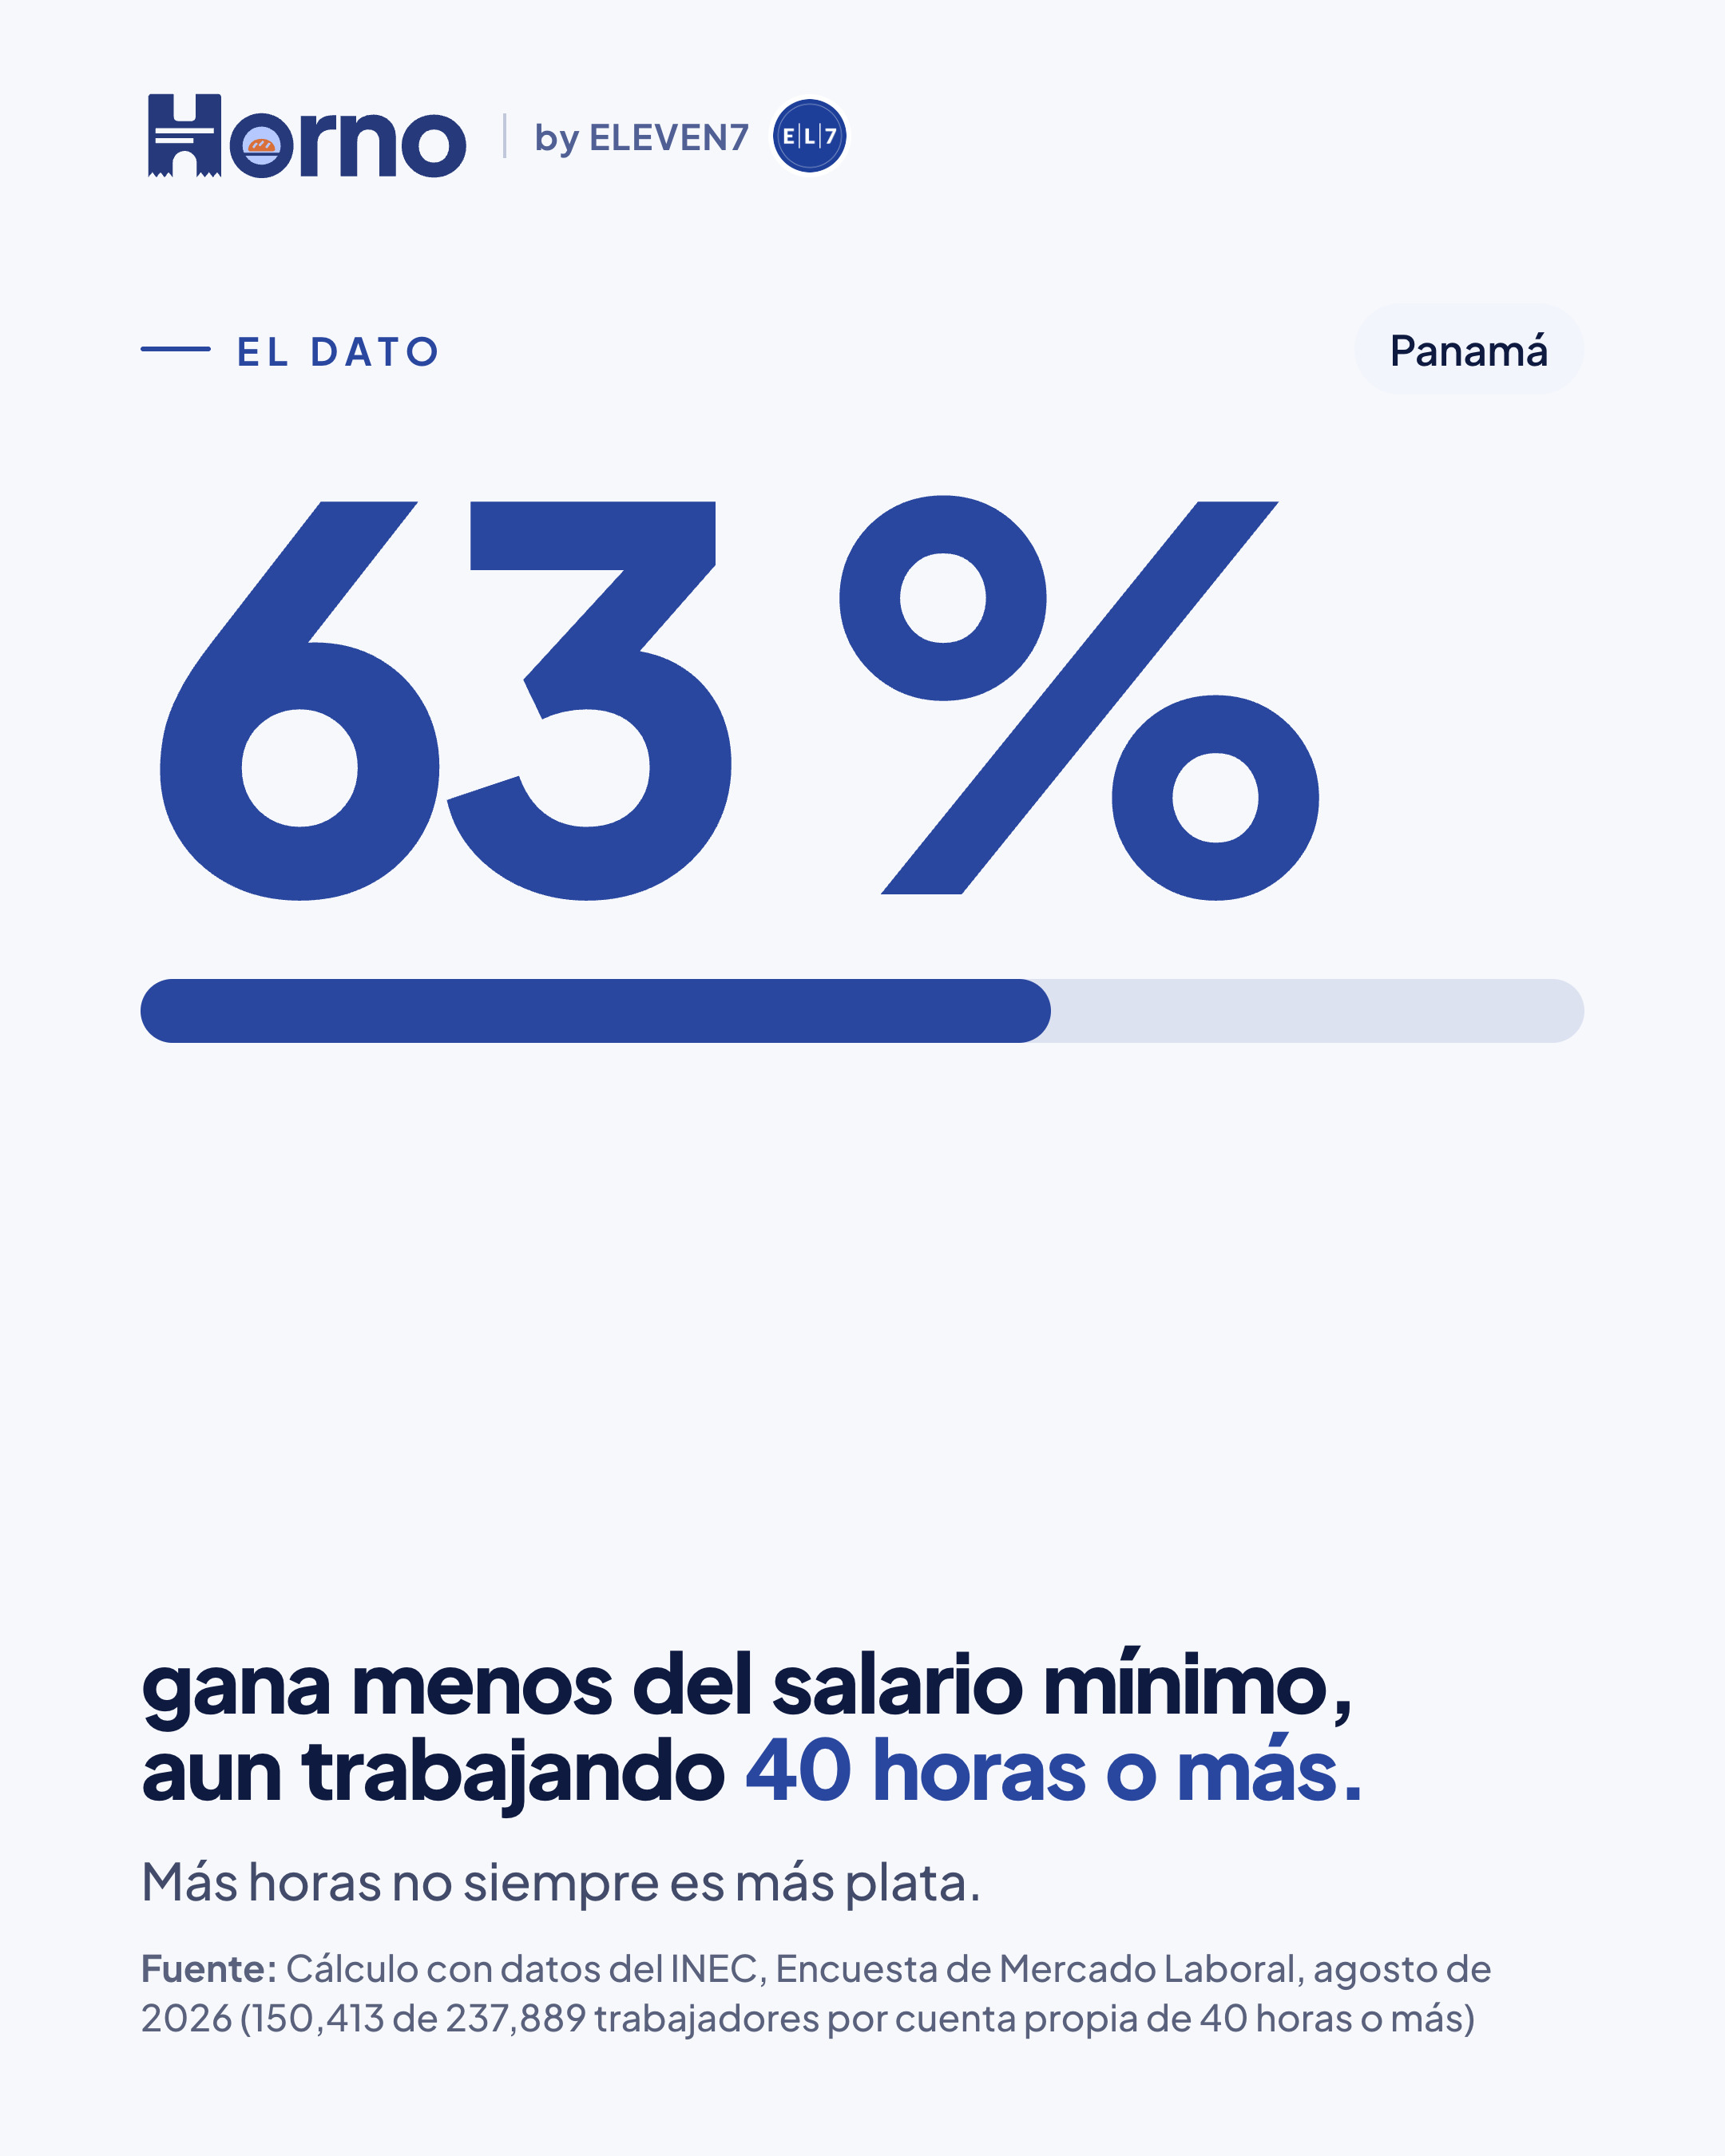 Horno by ELEVEN7 E|L|7
EL DATO
Panamá
63 %
gana menos del salario mínimo,
aun trabajando 40 horas o más.
Más horas no siempre es más plata.
Fuente: Cálculo con datos del INEC, Encuesta de Mercado Laboral, agosto de
2026 (150,413 de 237,889 trabajadores por cuenta propia de 40 horas o más)